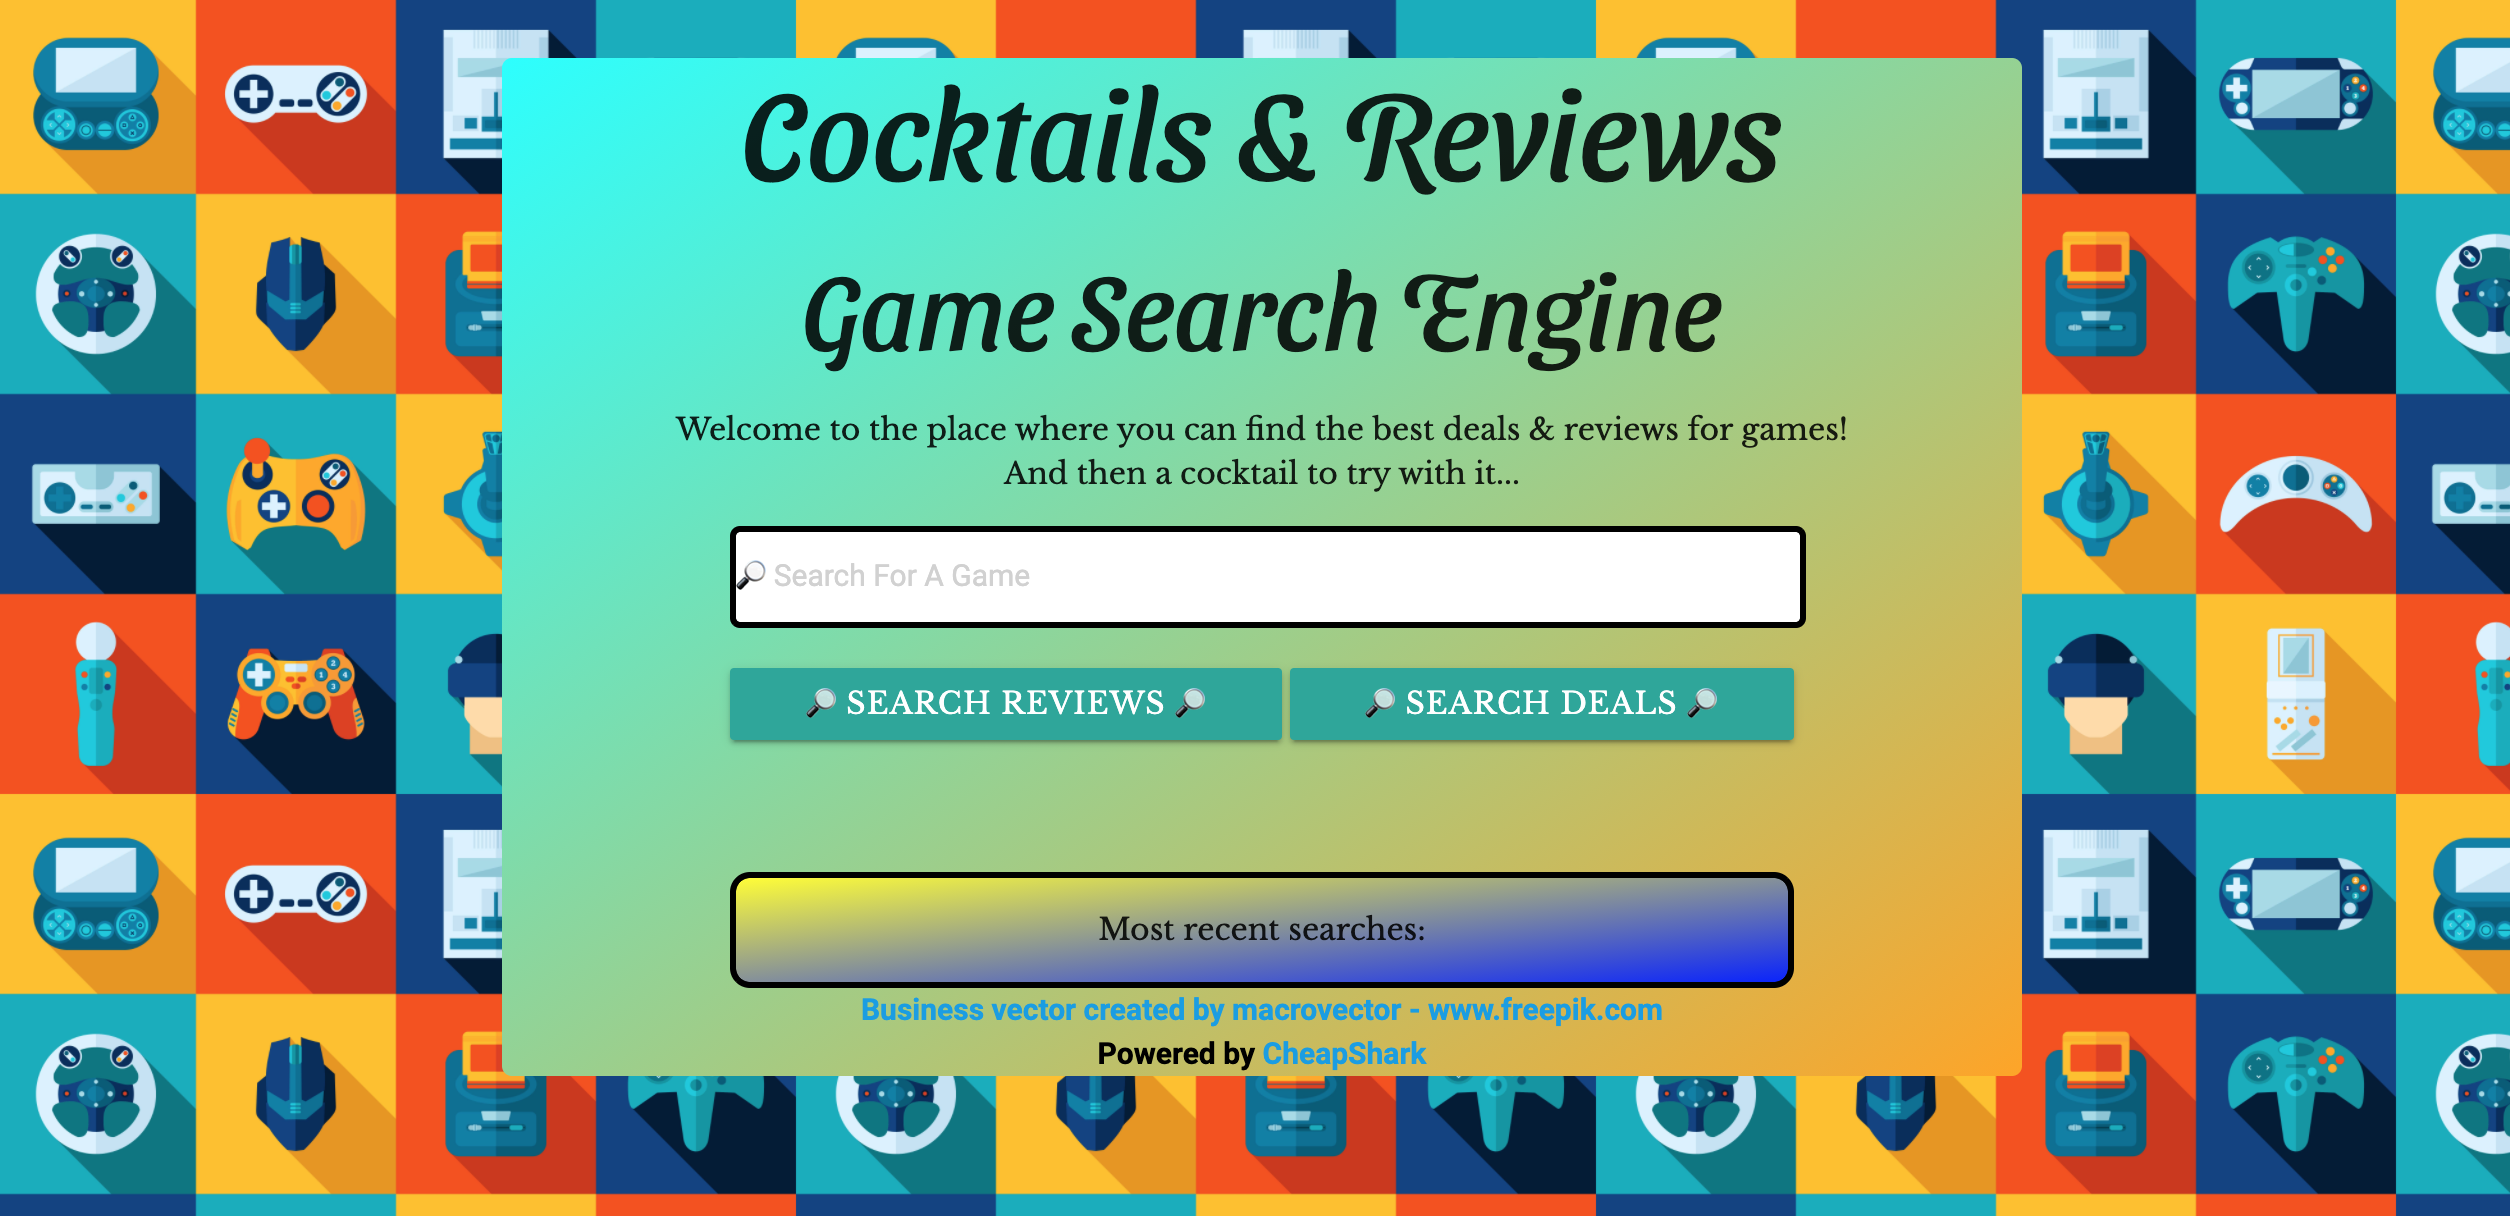 Cocktails & Reviews
Game Search Engine
Welcome to the place where you can find the best deals & reviews for games!
And then a cocktail to try with it...
🔎 Search For A Game
🔎 SEARCH REVIEWS 🔎
🔎 SEARCH DEALS 🔎
Most recent searches:
Business vector created by macrovector - www.freepik.com
Powered by CheapShark